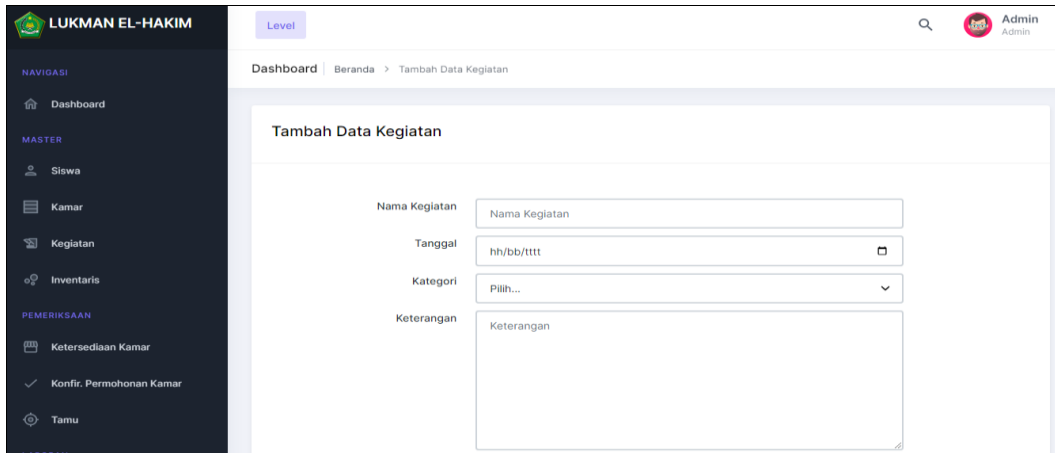 LUKMAN EL-HAKIM
NAVIGASI
Dashboard
MASTER
Siswa
Kamar
Kegiatan
Inventaris
PEMERIKSAAN
Ketersediaan Kamar
Konfir. Permohonan Kamar
Tamu
LAPORAN
Level
Admin
Admin
Dashboard Beranda > Tambah Data Kegiatan
Tambah Data Kegiatan
Nama Kegiatan
Nama Kegiatan
Tanggal
hh/bb/tttt
Kategori
Pilih...
Keterangan
Keterangan